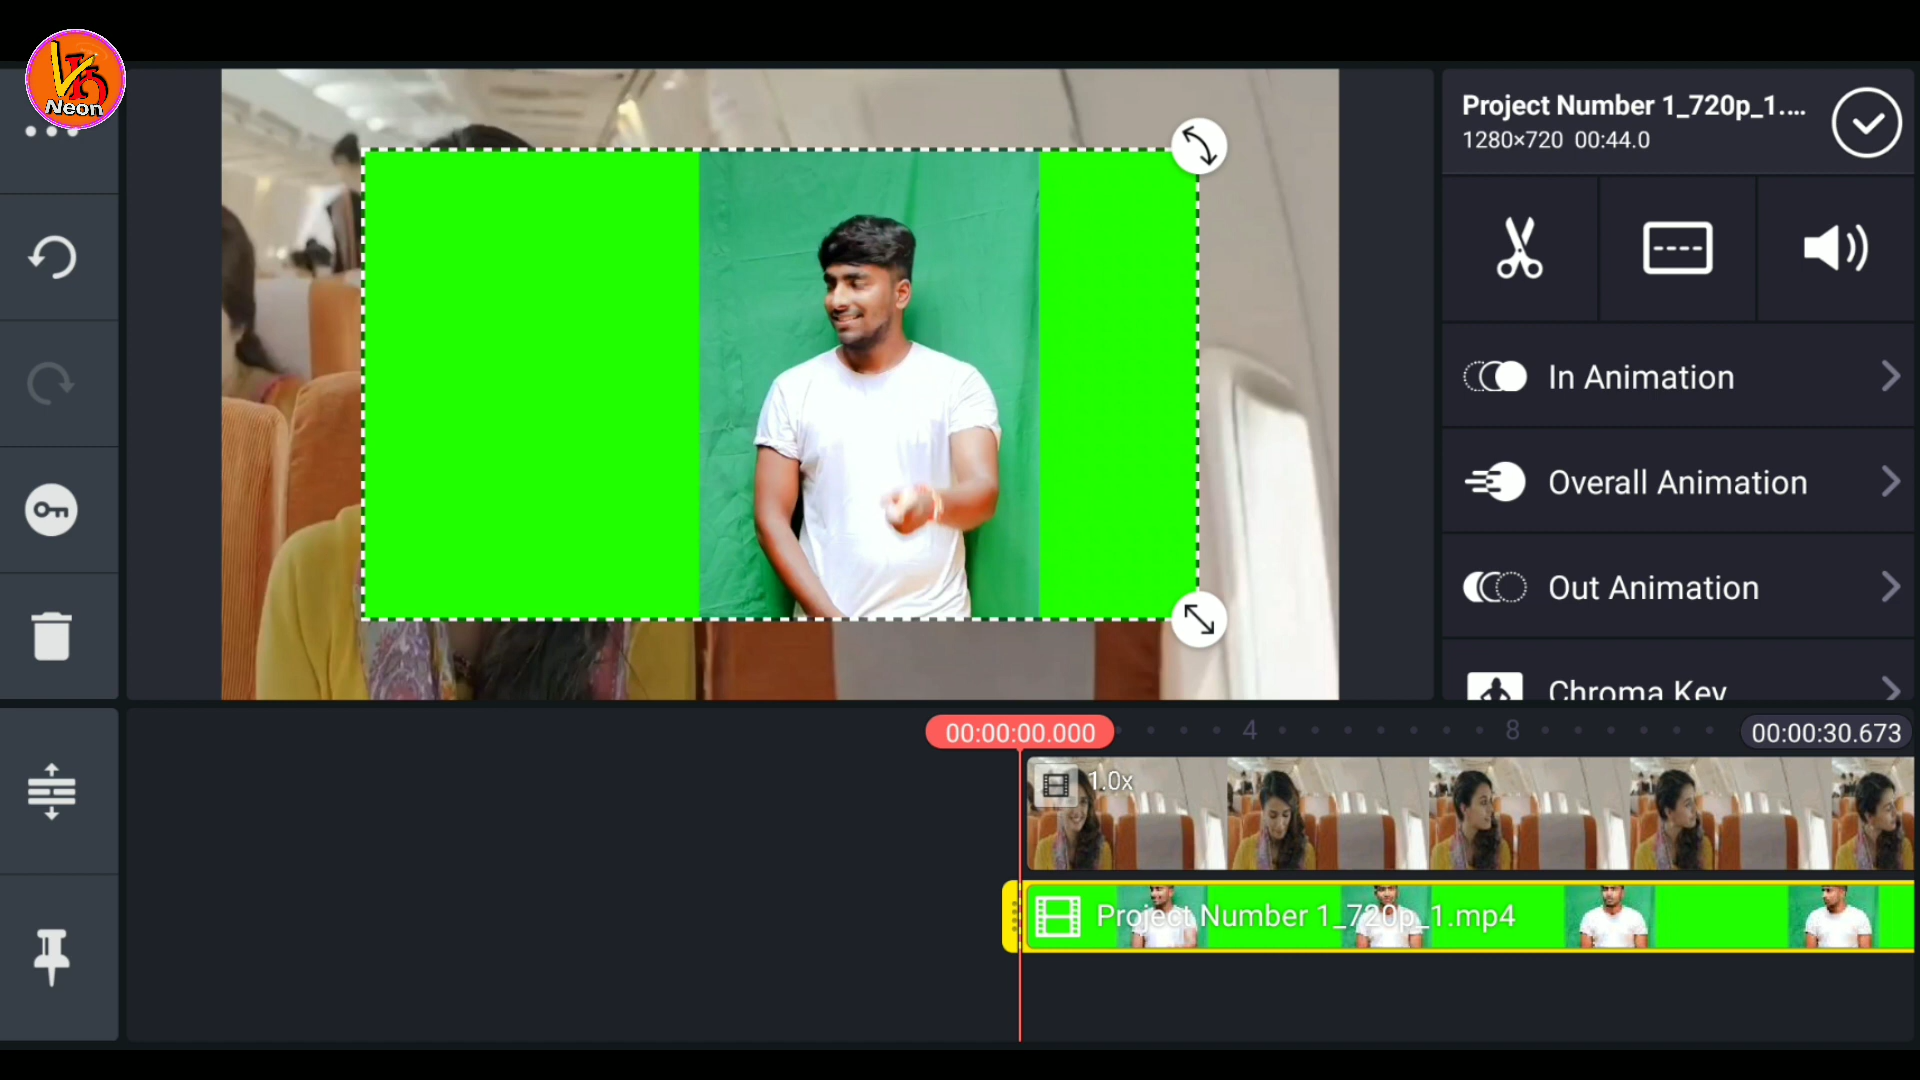 VB
Neon
Project Number 1_720p_1....
1280×720 00:44.0
In Animation
Overall Animation
Out Animation
Chroma Key
00:00:00.000
4
8
00:00:30.673
1.0x
Project Number 1_720p_1.mp4